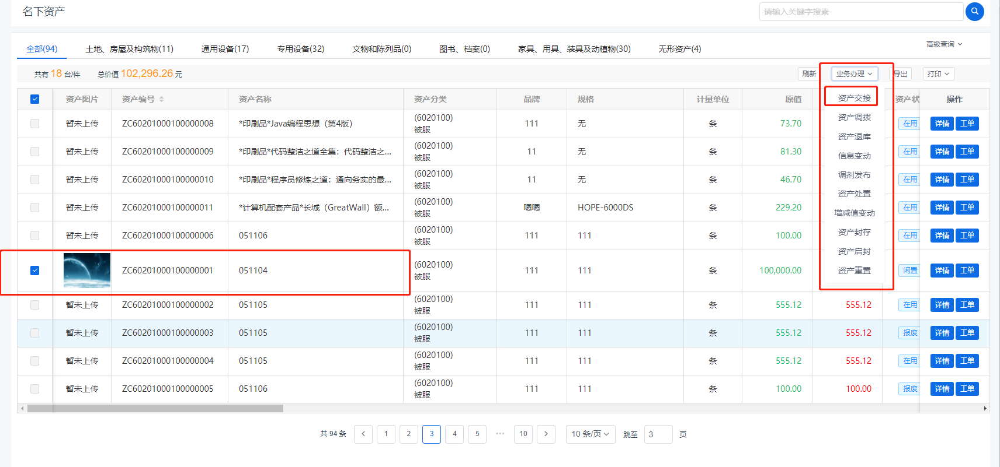 名下资产
请输入关键字搜素
全部(94) 土地、房屋及构筑物(11) 通用设备(17) 专用设备(32) 文物和陈列品(0) 图书、档案(0) 家具、用具、装具及动植物(30) 无形资产(4) 高级查询
共有 18 台/件 总价值 102,296.26 元 刷新 业务办理 导出 打印
资产图片 资产编号 资产名称 资产分类 品牌 规格 计量单位 原值 资产状 操作
资产交接
资产调拨
资产退库
信息变动
调剂发布
资产处置
增减值变动
资产封存
资产启封
资产重置
暂未上传 ZC60201000100000008 *印刷品*Java编程思想（第4版） (6020100) 被服 111 无 条 73.70 在用 详情 工单
暂未上传 ZC60201000100000009 *印刷品*代码整洁之道全集：代码整洁之... (6020100) 被服 11 无 条 81.30 在用 详情 工单
暂未上传 ZC60201000100000010 *印刷品*程序员修炼之道：通向务实的最... (6020100) 被服 11 无 条 46.70 在用 详情 工单
暂未上传 ZC60201000100000011 *计算机配套产品*长城（GreatWall）额... (6020100) 被服 嗯嗯 HOPE-6000DS 条 229.20 在用 详情 工单
暂未上传 ZC60201000100000006 051106 (6020100) 被服 111 111 条 100.00 在用 详情 工单
ZC60201000100000001 051104 (6020100) 被服 111 111 条 100,000.00 闲置 详情 工单
暂未上传 ZC60201000100000002 051105 (6020100) 被服 111 111 条 555.12 555.12 在用 详情 工单
暂未上传 ZC60201000100000003 051105 (6020100) 被服 111 111 条 555.12 555.12 报废 详情 工单
暂未上传 ZC60201000100000004 051105 (6020100) 被服 111 111 条 555.12 555.12 在用 详情 工单
暂未上传 ZC60201000100000005 051106 (6020100) 被服 111 111 条 100.00 100.00 报废 详情 工单
共 94 条 1 2 3 4 5 ••• 10 10 条/页 跳至 3 页